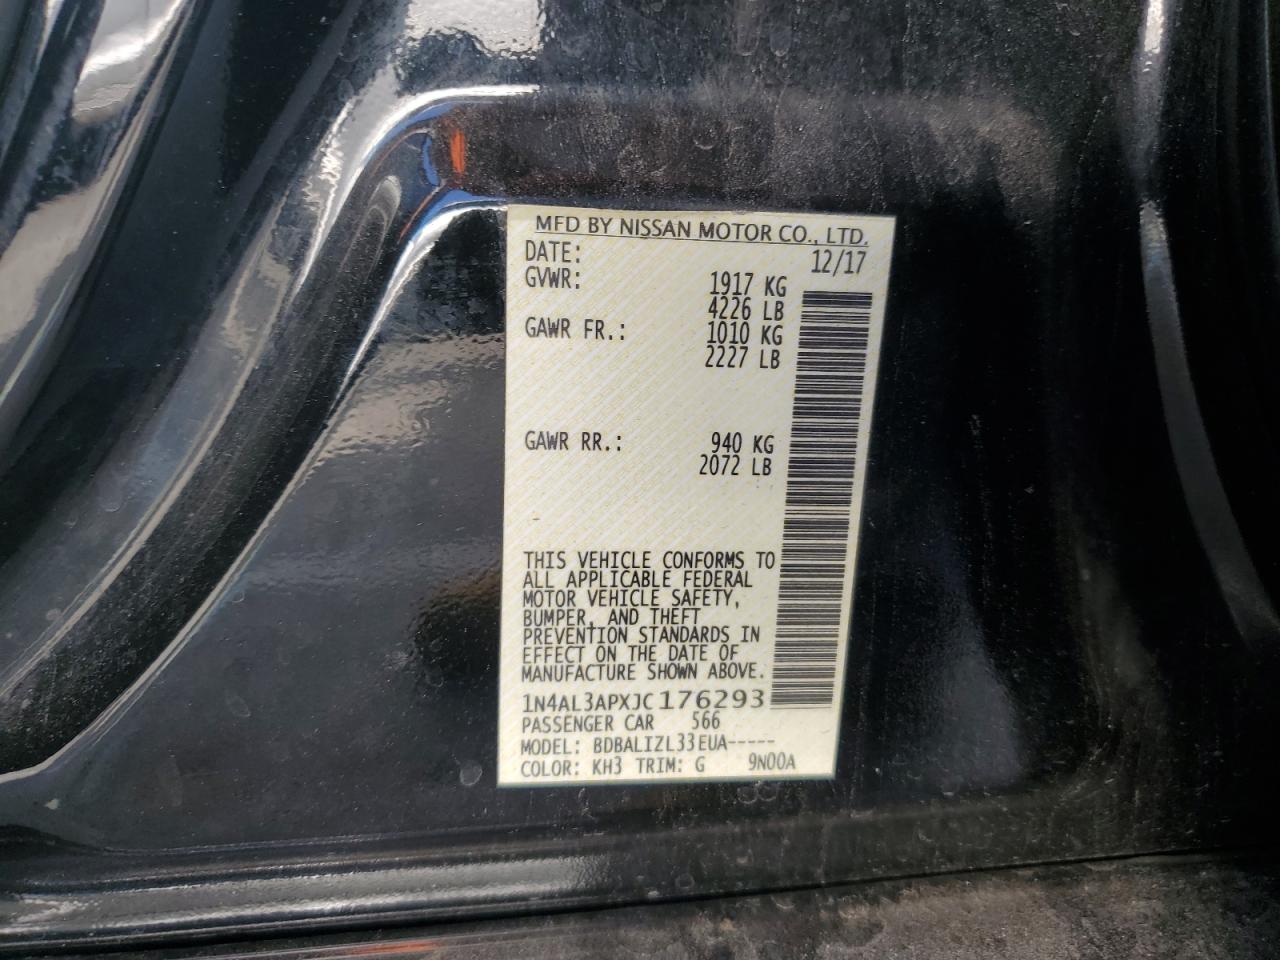 MFD BY NISSAN MOTOR CO., LTD.
DATE: 12/17
GVWR: 1917 KG
4226 LB
GAWR FR.: 1010 KG
2227 LB
GAWR RR.: 940 KG
2072 LB
THIS VEHICLE CONFORMS TO
ALL APPLICABLE FEDERAL
MOTOR VEHICLE SAFETY,
BUMPER, AND THEFT
PREVENTION STANDARDS IN
EFFECT ON THE DATE OF
MANUFACTURE SHOWN ABOVE.
1N4AL3APXJC176293
PASSENGER CAR 566
MODEL: BDBALIZL33EUA-----
COLOR: KH3 TRIM: G 9N00A